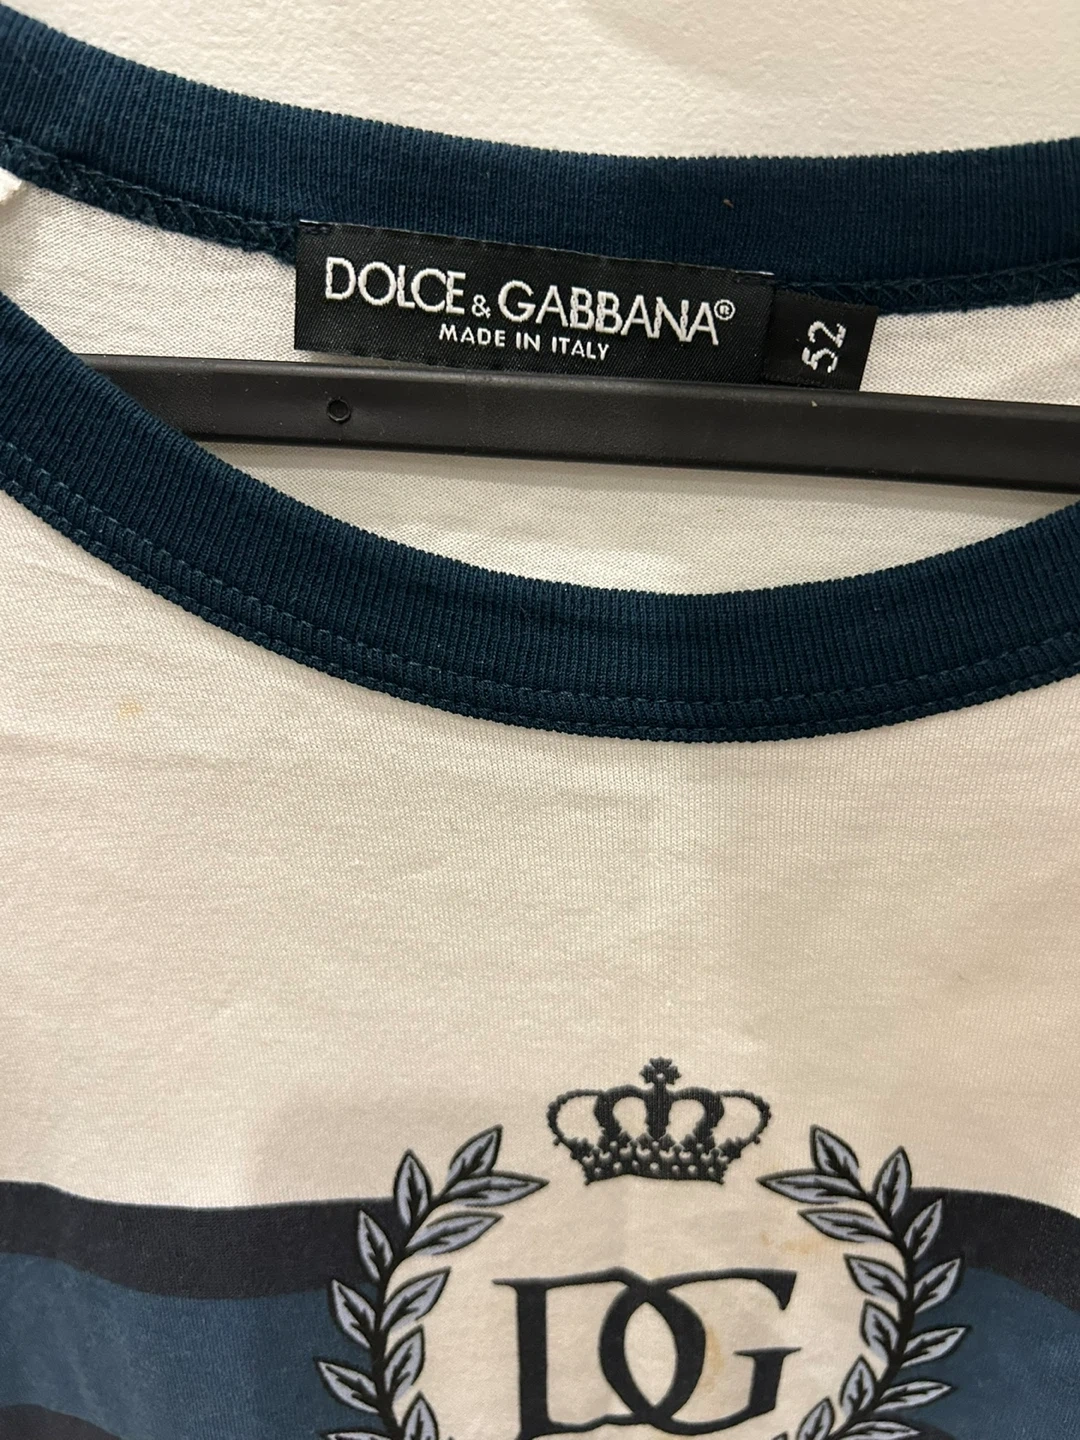 DOLCE & GABBANA®
MADE IN ITALY
52
DG